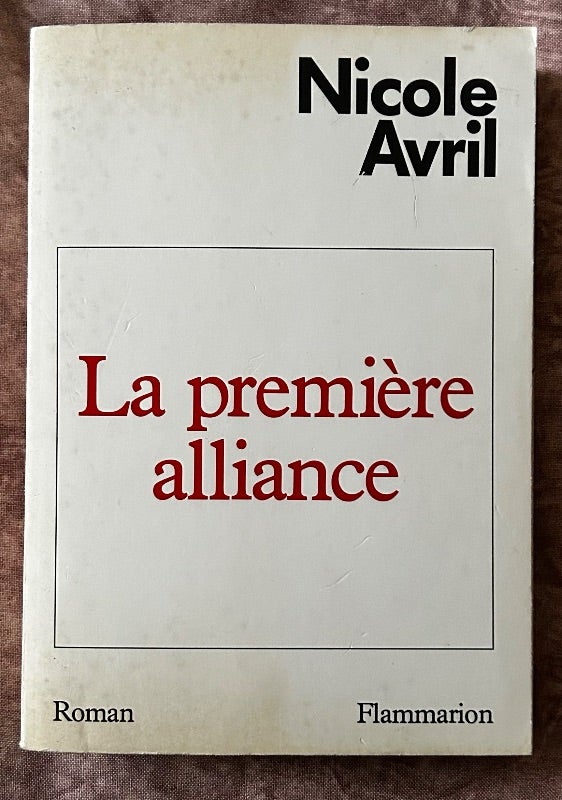 Nicole
Avril
La première
alliance
Roman
Flammarion